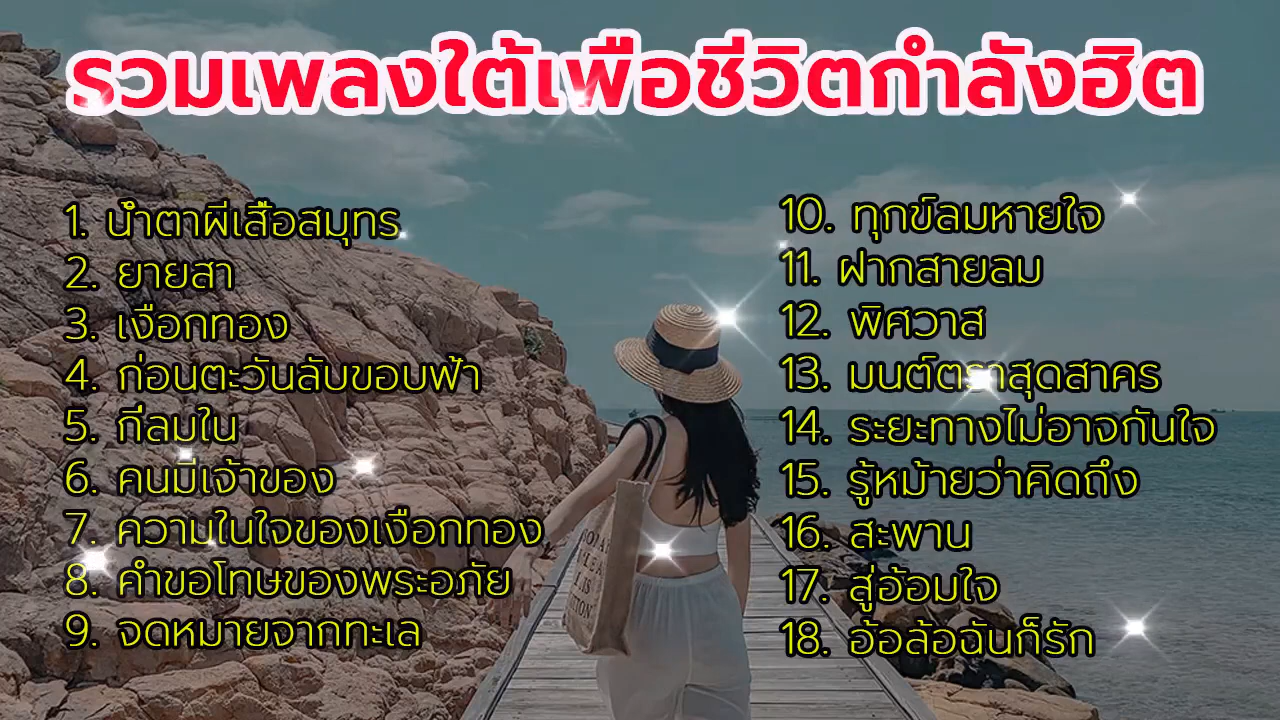 รวมเพลงใต้เพือชีวิตกำลังฮิต
1. น้ำตาผีเสื้อสมุทร
2. ยายสา
3. เงือกทอง
4. ก่อนตะวันลับขอบฟ้า
5. กี่ลมใน
6. คนมีเจ้าของ
7. ความในใจของเงือกทอง
8. คำขอโทษของพระอภัย
9. จดหมายจากทะเล
10. ทุกข์ลมหายใจ
11. ฝากสายลม
12. พิศวาส
13. มนต์ตราสุดสาคร
14. ระยะทางไม่อาจกันใจ
15. รู้หม้ายว่าคิดถึง
16. สะพาน
17. สู่อ้อมใจ
18. อ้อล้อฉันก็รัก